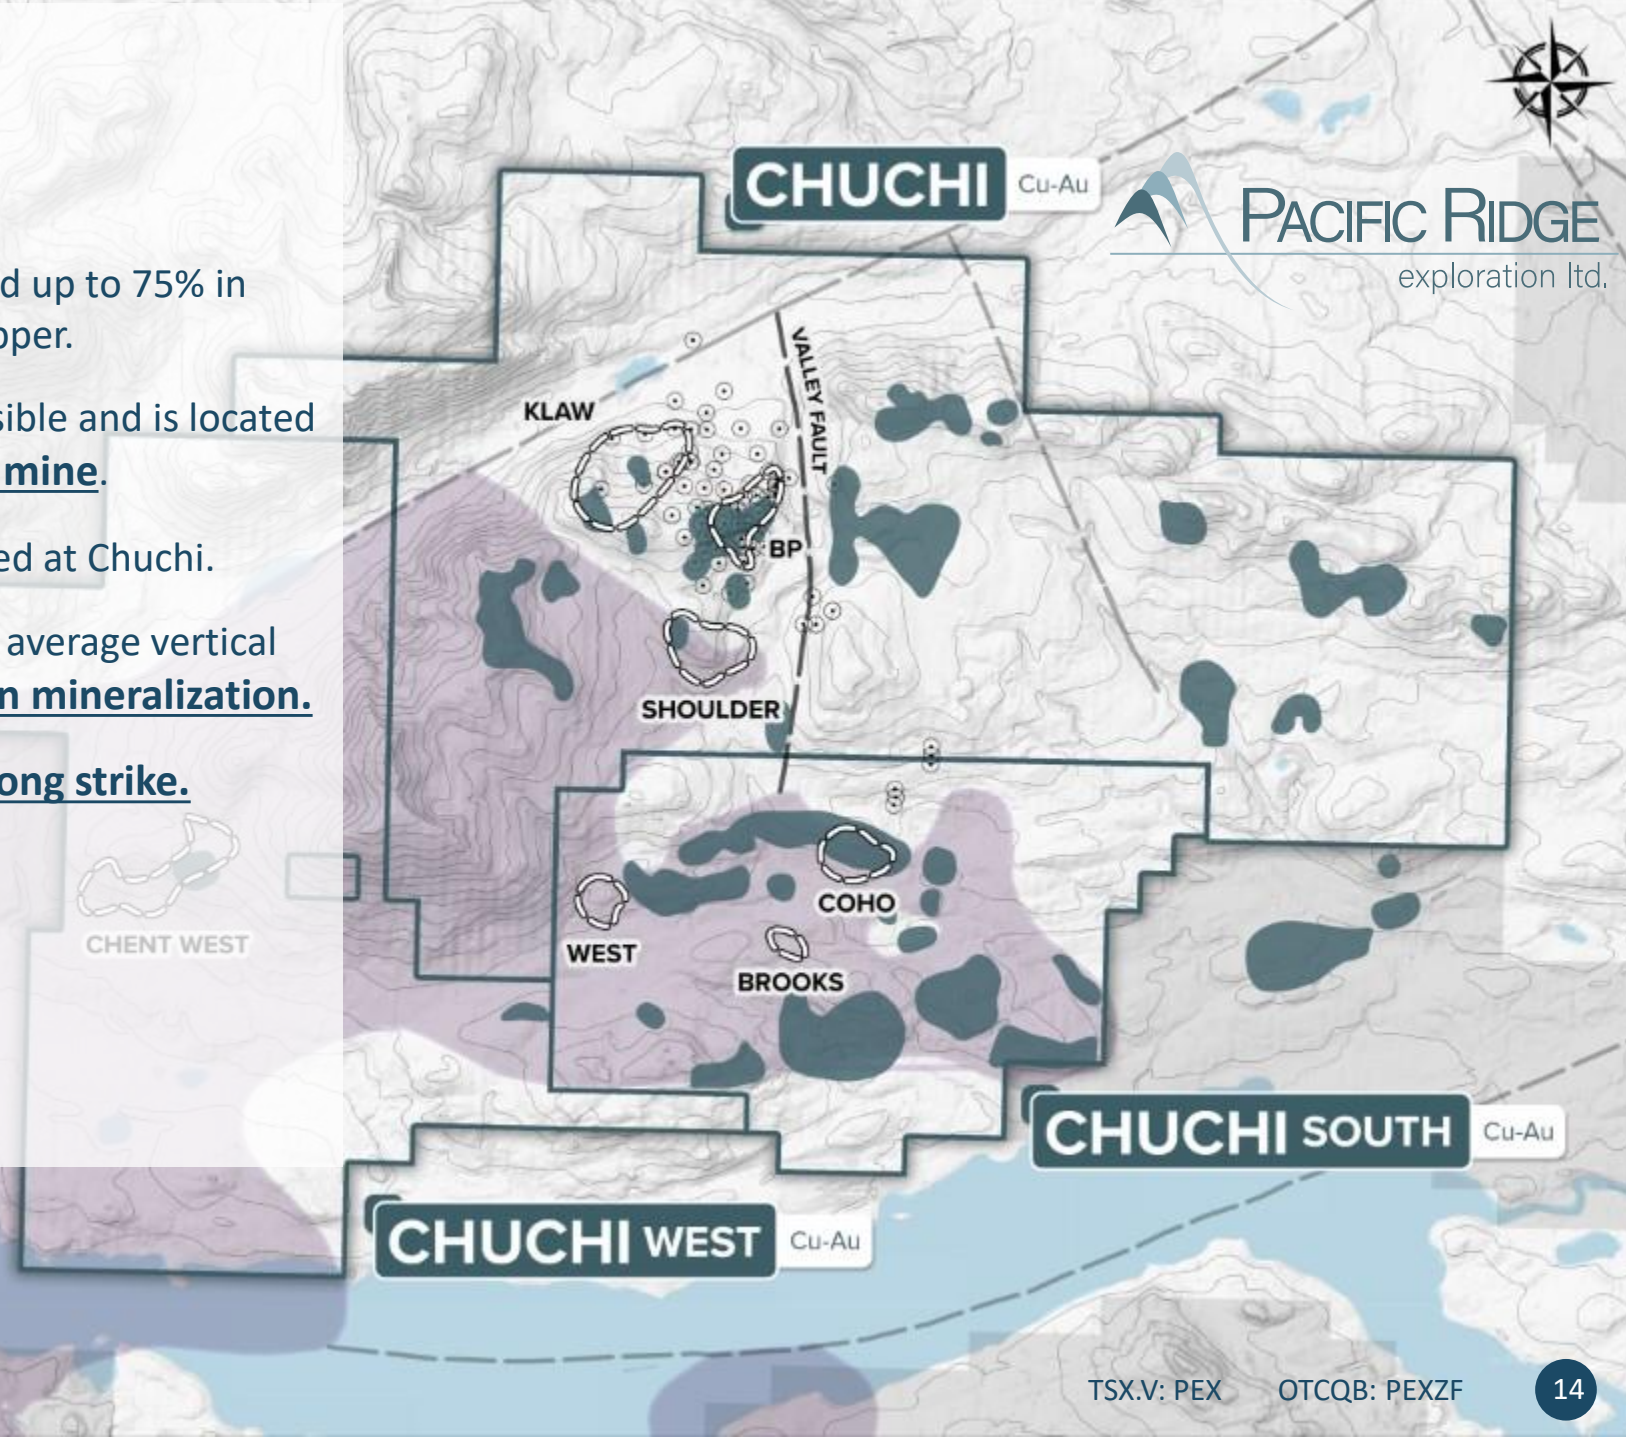 CHUCHI Cu-Au
PACIFIC RIDGE
exploration ltd.
d up to 75% in
pper.
sible and is located
mine.
ed at Chuchi.
average vertical
n mineralization.
ong strike.
KLAW
VALLEY FAULT
BP
SHOULDER
COHO
WEST
BROOKS
CHENT WEST
CHUCHI SOUTH Cu-Au
CHUCHI WEST Cu-Au
TSX.V: PEX OTCQB: PEXZF 14